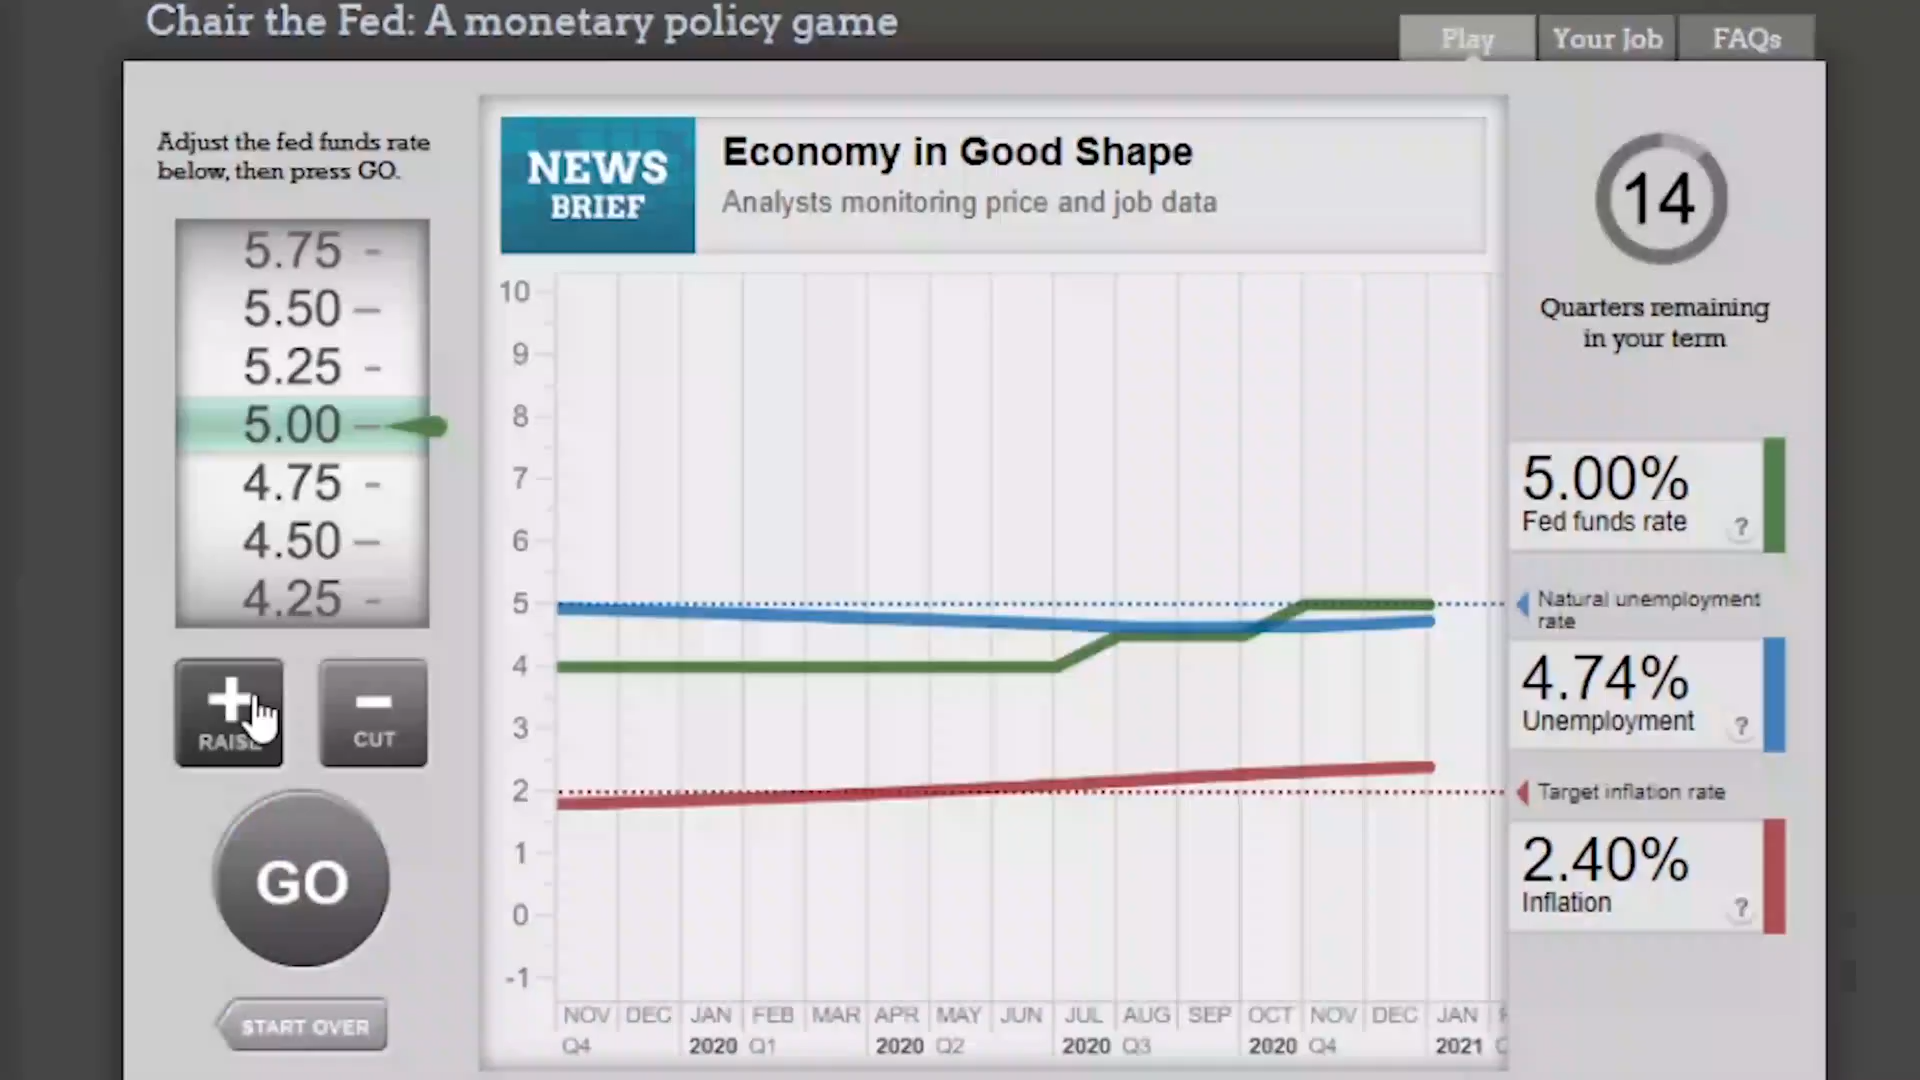 Chair the Fed: A monetary policy game
Play
Your Job
FAQs
Adjust the fed funds rate
below, then press GO.
5.75
5.50
5.25
5.00
4.75
4.50
4.25
RAISE
CUT
GO
START OVER
NEWS
BRIEF
Economy in Good Shape
Analysts monitoring price and job data
10
9
8
7
6
5
4
3
2
1
0
-1
NOV DEC JAN FEB MAR APR MAY JUN JUL AUG SEP OCT NOV DEC JAN
Q4 2020 Q1 2020 Q2 2020 Q3 2020 Q4 2021
14
Quarters remaining
in your term
5.00%
Fed funds rate
?
Natural unemployment
rate
4.74%
Unemployment
?
Target inflation rate
2.40%
Inflation
?